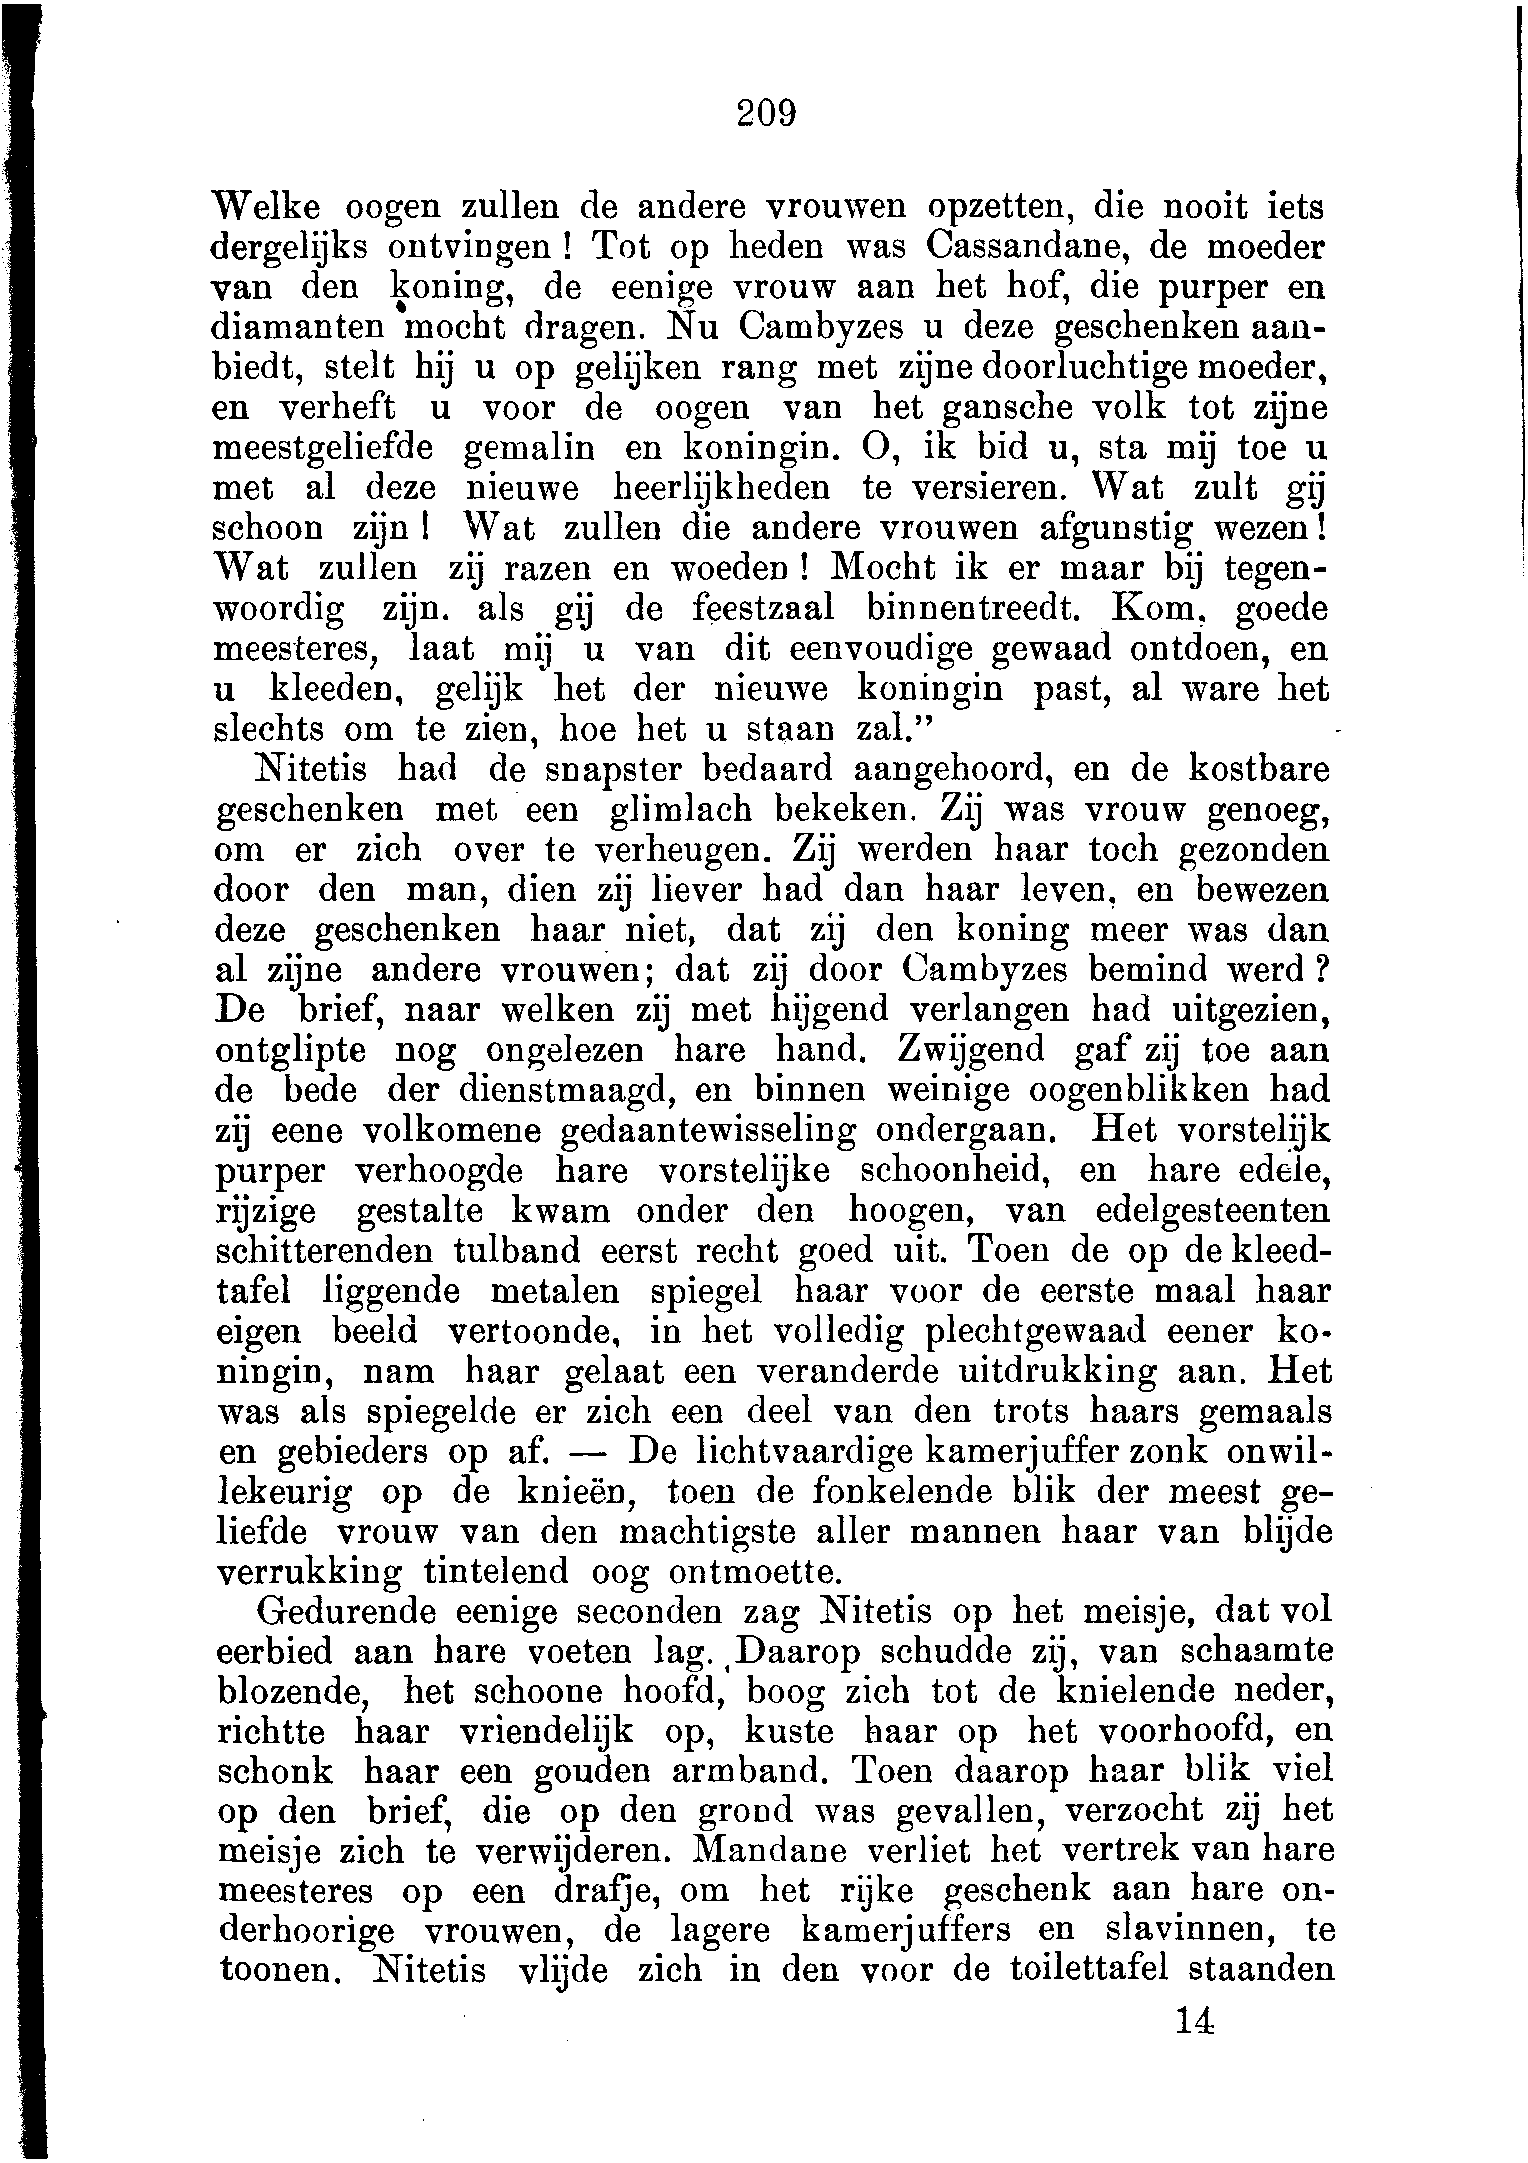 209
Welke oogen zullen de andere vrouwen opzetten, die nooit iets
dergelijks ontvingen! Tot op heden was Cassandane, de moeder
van den koning, de eenige vrouw aan het hof, die purper en
diamanten mocht dragen. Nu Cambyzes u deze geschenken aan-
biedt, stelt hij u op gelijken rang met zijne doorluchtige moeder,
en verheft u voor de oogen van het gansche volk tot zijne
meestgeliefde gemalin en koningin. O, ik bid u, sta mij toe u
met al deze nieuwe heerlijkheden te versieren. Wat zult gij
schoon zijn! Wat zullen die andere vrouwen afgunstig wezen!
Wat zullen zij razen en woeden! Mocht ik er maar bij tegen-
woordig zijn. als gij de feestzaal binnentreedt. Kom, goede
meesteres, laat mij u van dit eenvoudige gewaad ontdoen, en
u kleeden, gelijk het der nieuwe koningin past, al ware het
slechts om te zien, hoe het u staan zal.”
Nitetis had de snapster bedaard aangehoord, en de kostbare
geschenken met een glimlach bekeken. Zij was vrouw genoeg,
om er zich over te verheugen. Zij werden haar toch gezonden
door den man, dien zij liever had dan haar leven, en bewezen
deze geschenken haar niet, dat zij den koning meer was dan
al zijne andere vrouwen; dat zij door Cambyzes bemind werd?
De brief, naar welken zij met hijgend verlangen had uitgezien,
ontglipte nog ongelezen hare hand. Zwijgend gaf zij toe aan
de bede der dienstmaagd, en binnen weinige oogenblikken had
zij eene volkomene gedaantewisseling ondergaan. Het vorstelijk
purper verhoogde hare vorstelijke schoonheid, en hare edele,
rijzige gestalte kwam onder den hoogen, van edelgesteenten
schitterenden tulband eerst recht goed uit. Toen de op de kleed-
tafel liggende metalen spiegel haar voor de eerste maal haar
eigen beeld vertoonde, in het volledig plechtgewaad eener ko-
ningin, nam haar gelaat een veranderde uitdrukking aan. Het
was als spiegelde er zich een deel van den trots haars gemaals
en gebieders op af. — De lichtvaardige kamerjuffer zonk onwil-
lekeurig op de knieën, toen de fonkelende blik der meest ge-
liefde vrouw van den machtigste aller mannen haar van blijde
verrukking tintelend oog ontmoette.
Gedurende eenige seconden zag Nitetis op het meisje, dat vol
eerbied aan hare voeten lag. Daarop schudde zij, van schaamte
blozende, het schoone hoofd, boog zich tot de knielende neder,
richtte haar vriendelijk op, kuste haar op het voorhoofd, en
schonk haar een gouden armband. Toen daarop haar blik viel
op den brief, die op den grond was gevallen, verzocht zij het
meisje zich te verwijderen. Mandane verliet het vertrek van hare
meesteres op een drafje, om het rijke geschenk aan hare on-
derhoorige vrouwen, de lagere kamerjuffers en slavinnen, te
toonen. Nitetis vlijde zich in den voor de toilettafel staanden
14